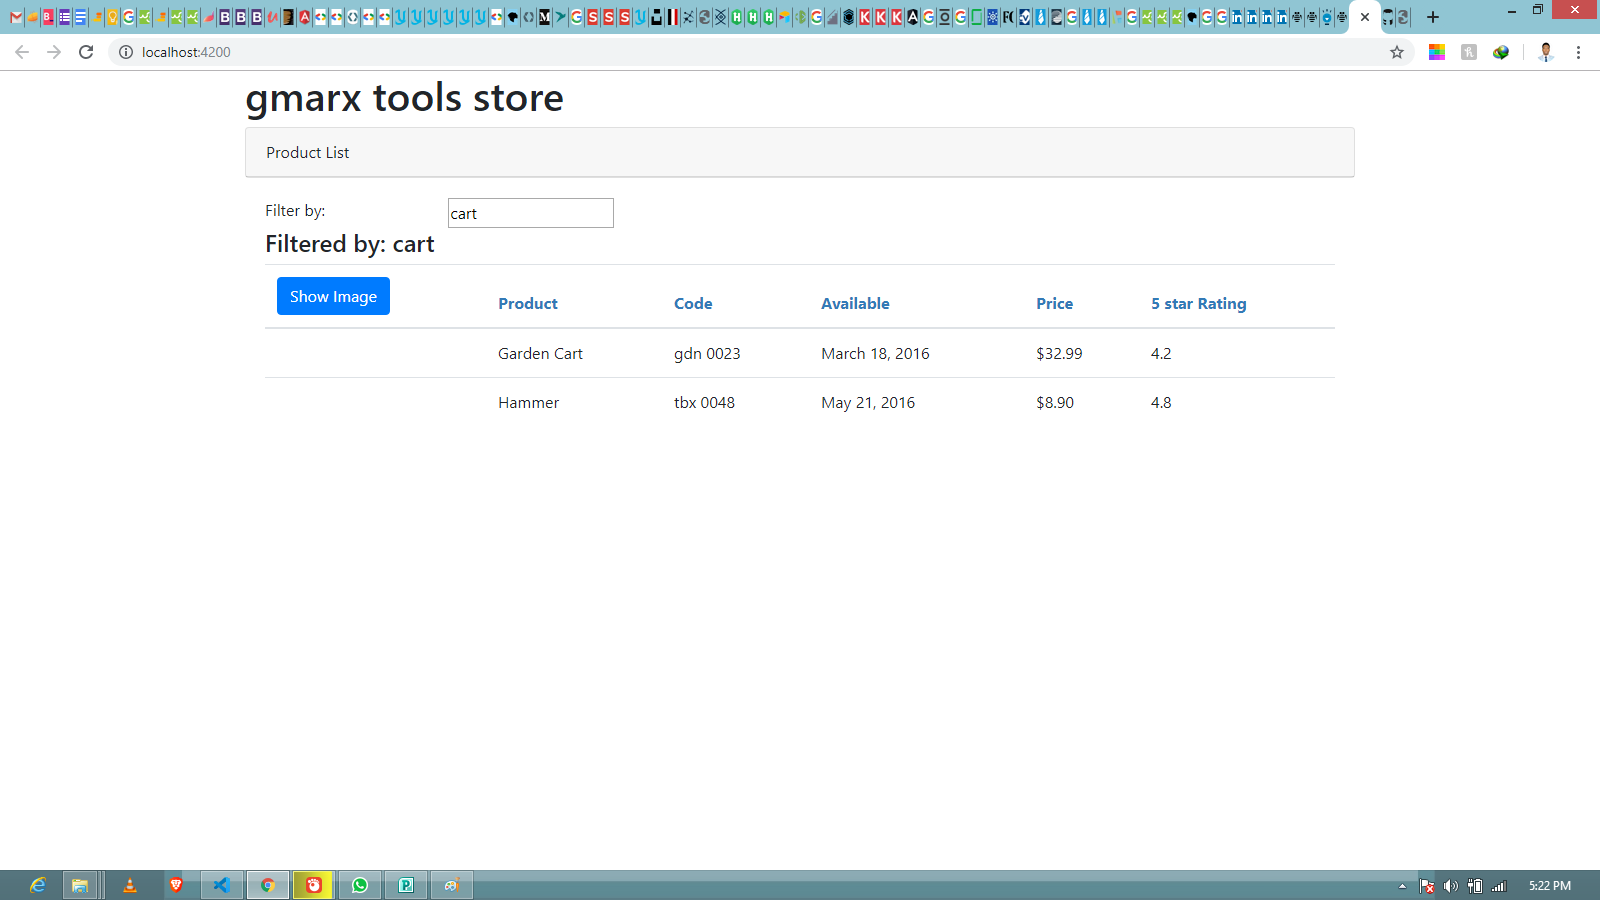 localhost:4200
gmarx tools store
Product List
Filter by: cart
Filtered by: cart
Show Image Product Code Available Price 5 star Rating
Garden Cart gdn 0023 March 18, 2016 $32.99 4.2
Hammer tbx 0048 May 21, 2016 $8.90 4.8
5:22 PM